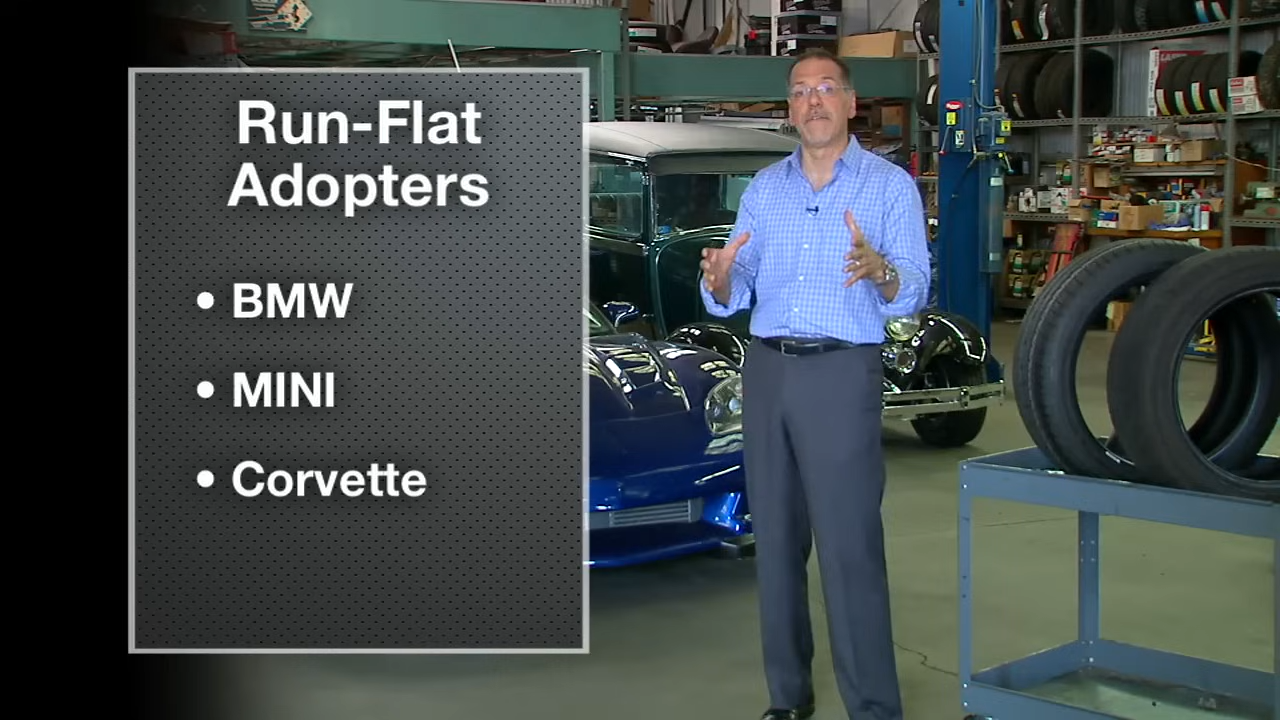 Run-Flat
Adopters
• BMW
• MINI
• Corvette